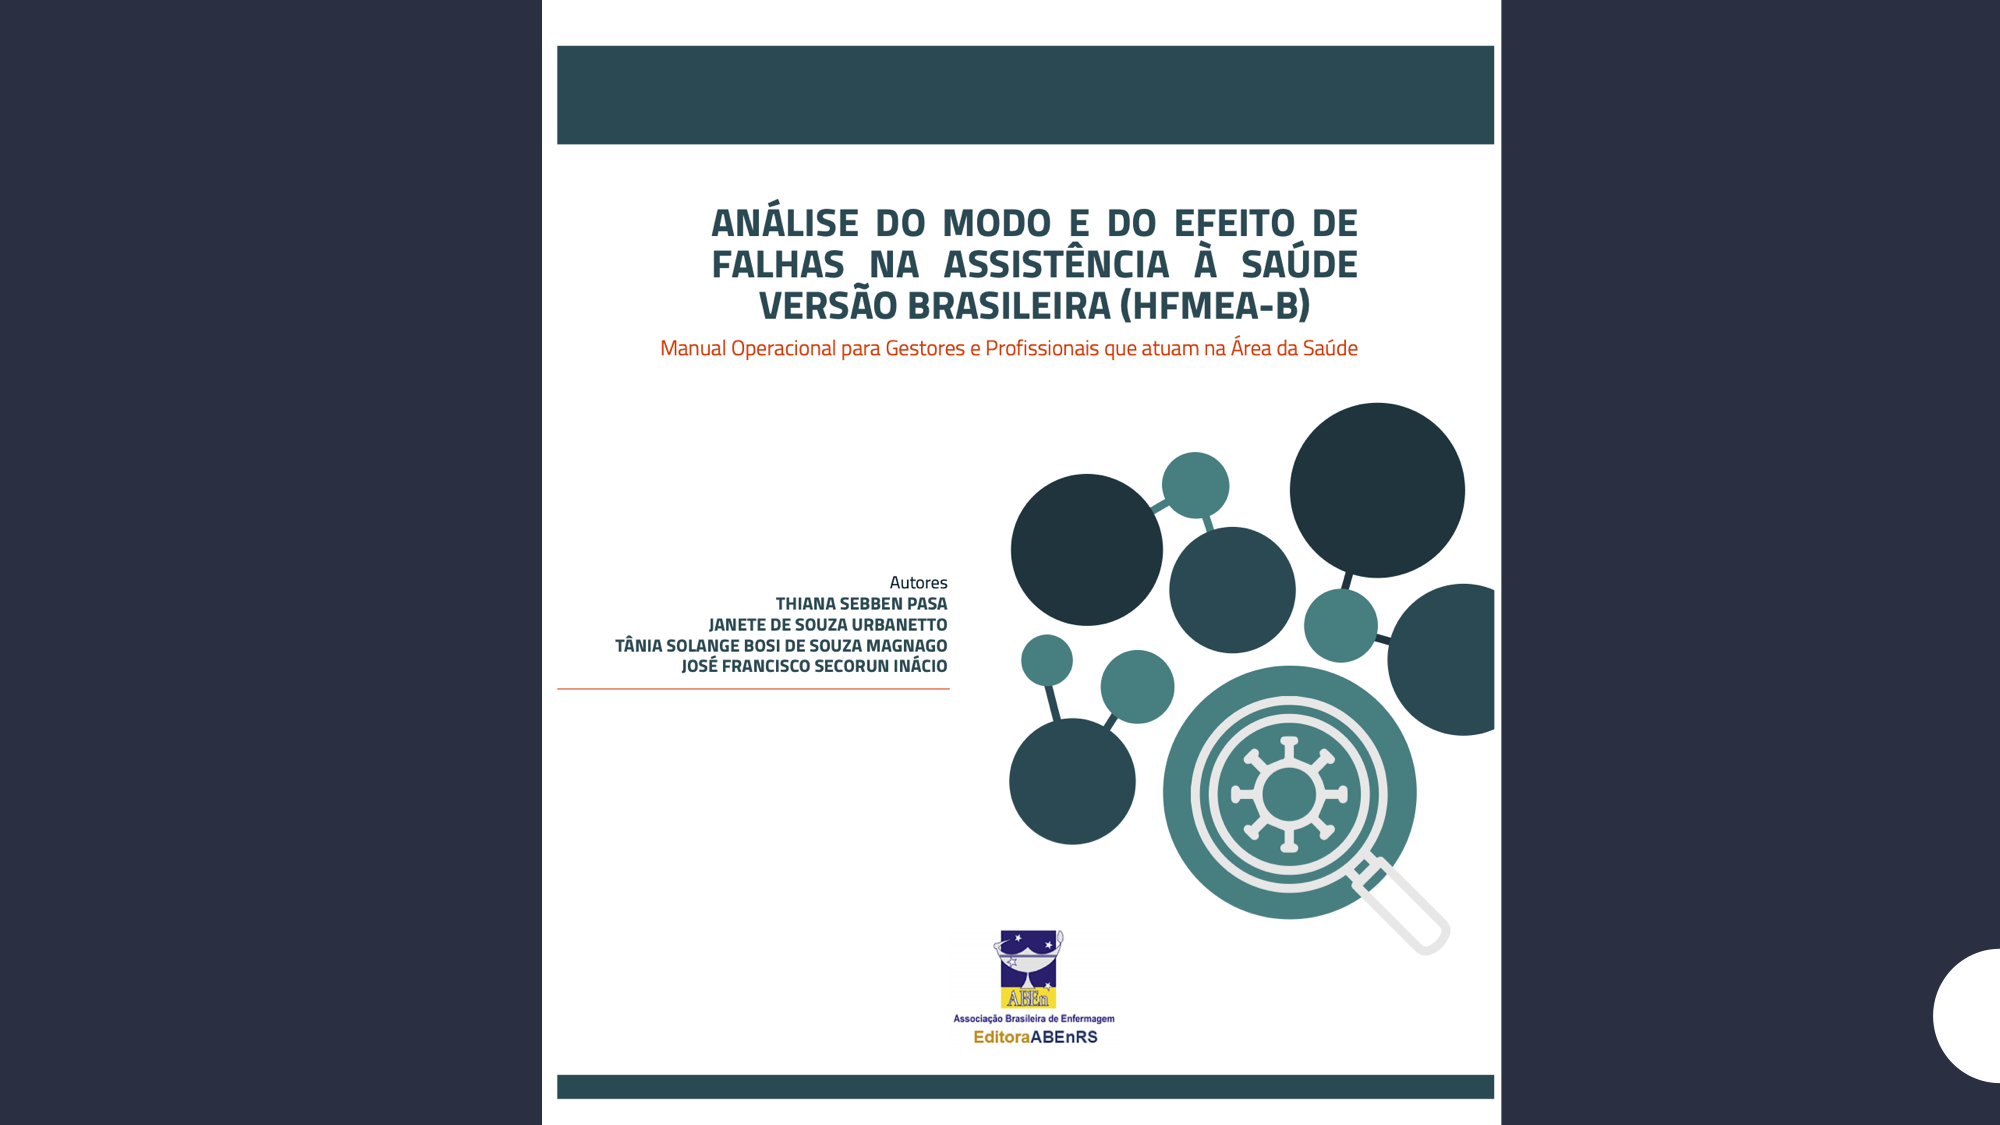 ANÁLISE DO MODO E DO EFEITO DE
FALHAS NA ASSISTÊNCIA À SAÚDE
VERSÃO BRASILEIRA (HFMEA-B)
Manual Operacional para Gestores e Profissionais que atuam na Área da Saúde
Autores
THIANA SEBBEN PASA
JANETE DE SOUZA URBANETTO
TÂNIA SOLANGE BOSI DE SOUZA MAGNAGO
JOSÉ FRANCISCO SECORUN INÁCIO
ABEn
Associação Brasileira de Enfermagem
EditoraABEnRS